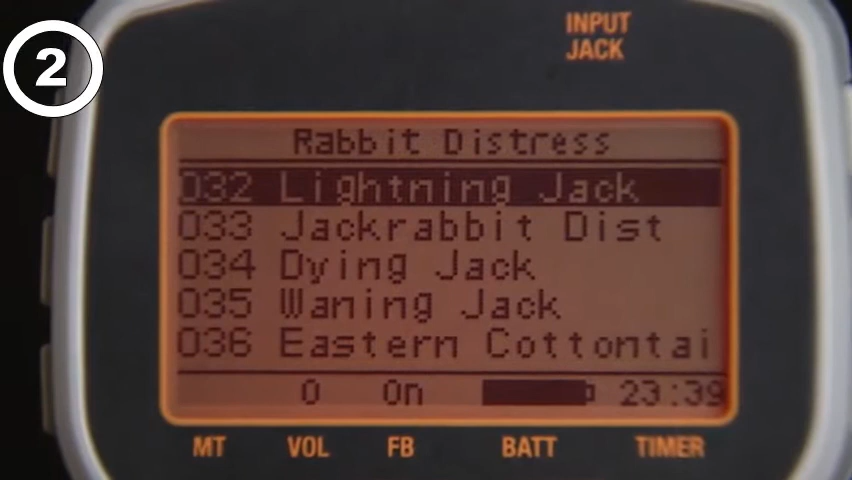 2
INPUT
JACK
Rabbit Distress
032 Lightning Jack
033 Jackrabbit Dist
034 Dying Jack
035 Waning Jack
036 Eastern Cottontai
0 On 23:39
MT VOL FB BATT TIMER